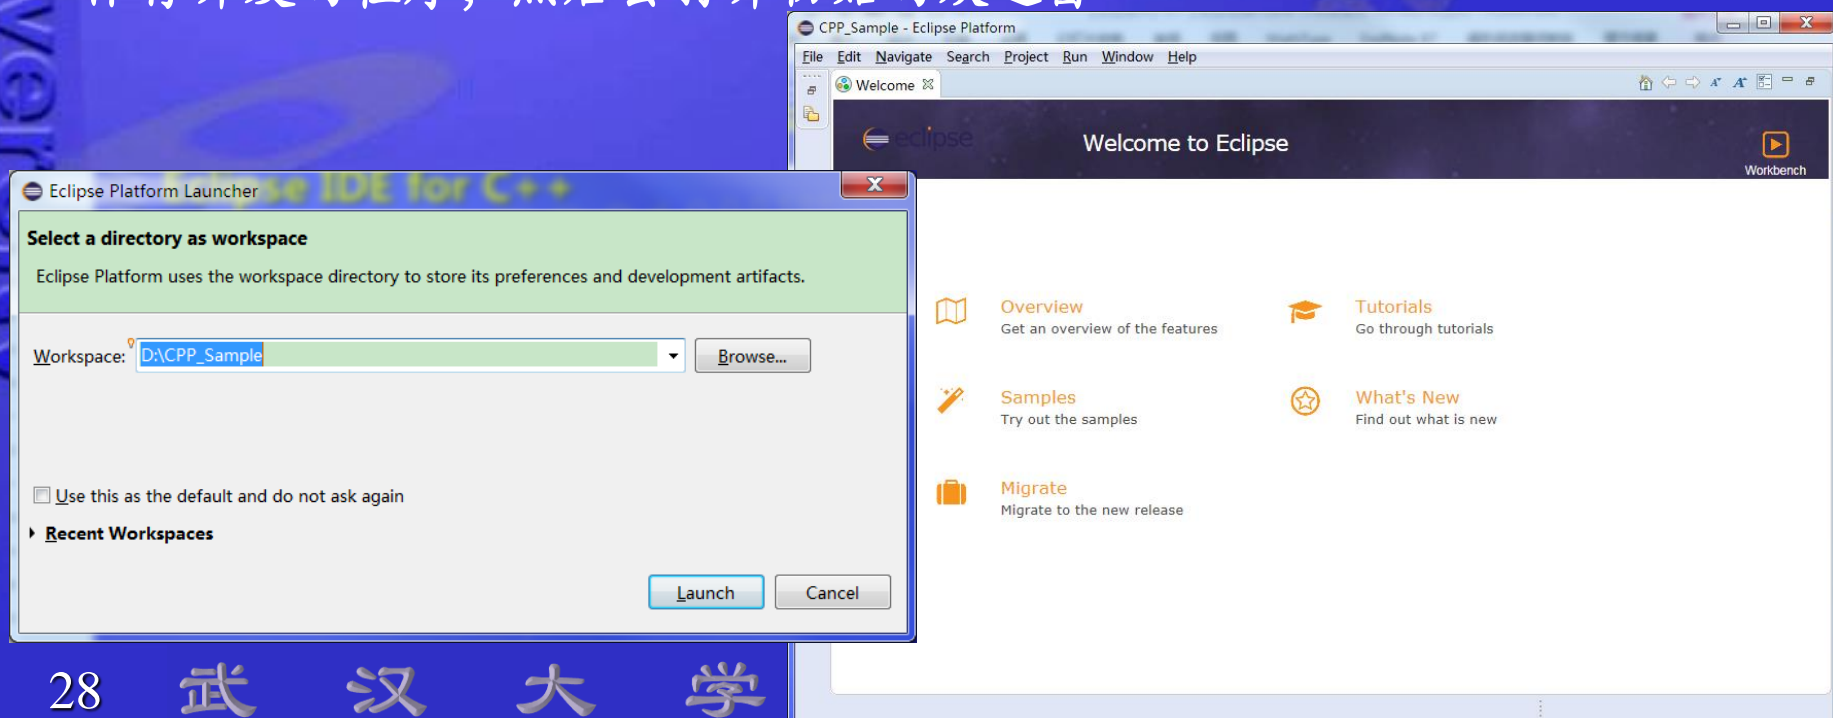 CPP_Sample - Eclipse Platform
File Edit Navigate Search Project Run Window Help
Welcome
eclipse
Welcome to Eclipse
Workbench
Overview
Get an overview of the features
Tutorials
Go through tutorials
Samples
Try out the samples
What's New
Find out what is new
Migrate
Migrate to the new release
Eclipse Platform Launcher
Select a directory as workspace
Eclipse Platform uses the workspace directory to store its preferences and development artifacts.
Workspace: D:\CPP_Sample
Browse...
Use this as the default and do not ask again
Recent Workspaces
Launch Cancel
28 武 汉 大 学